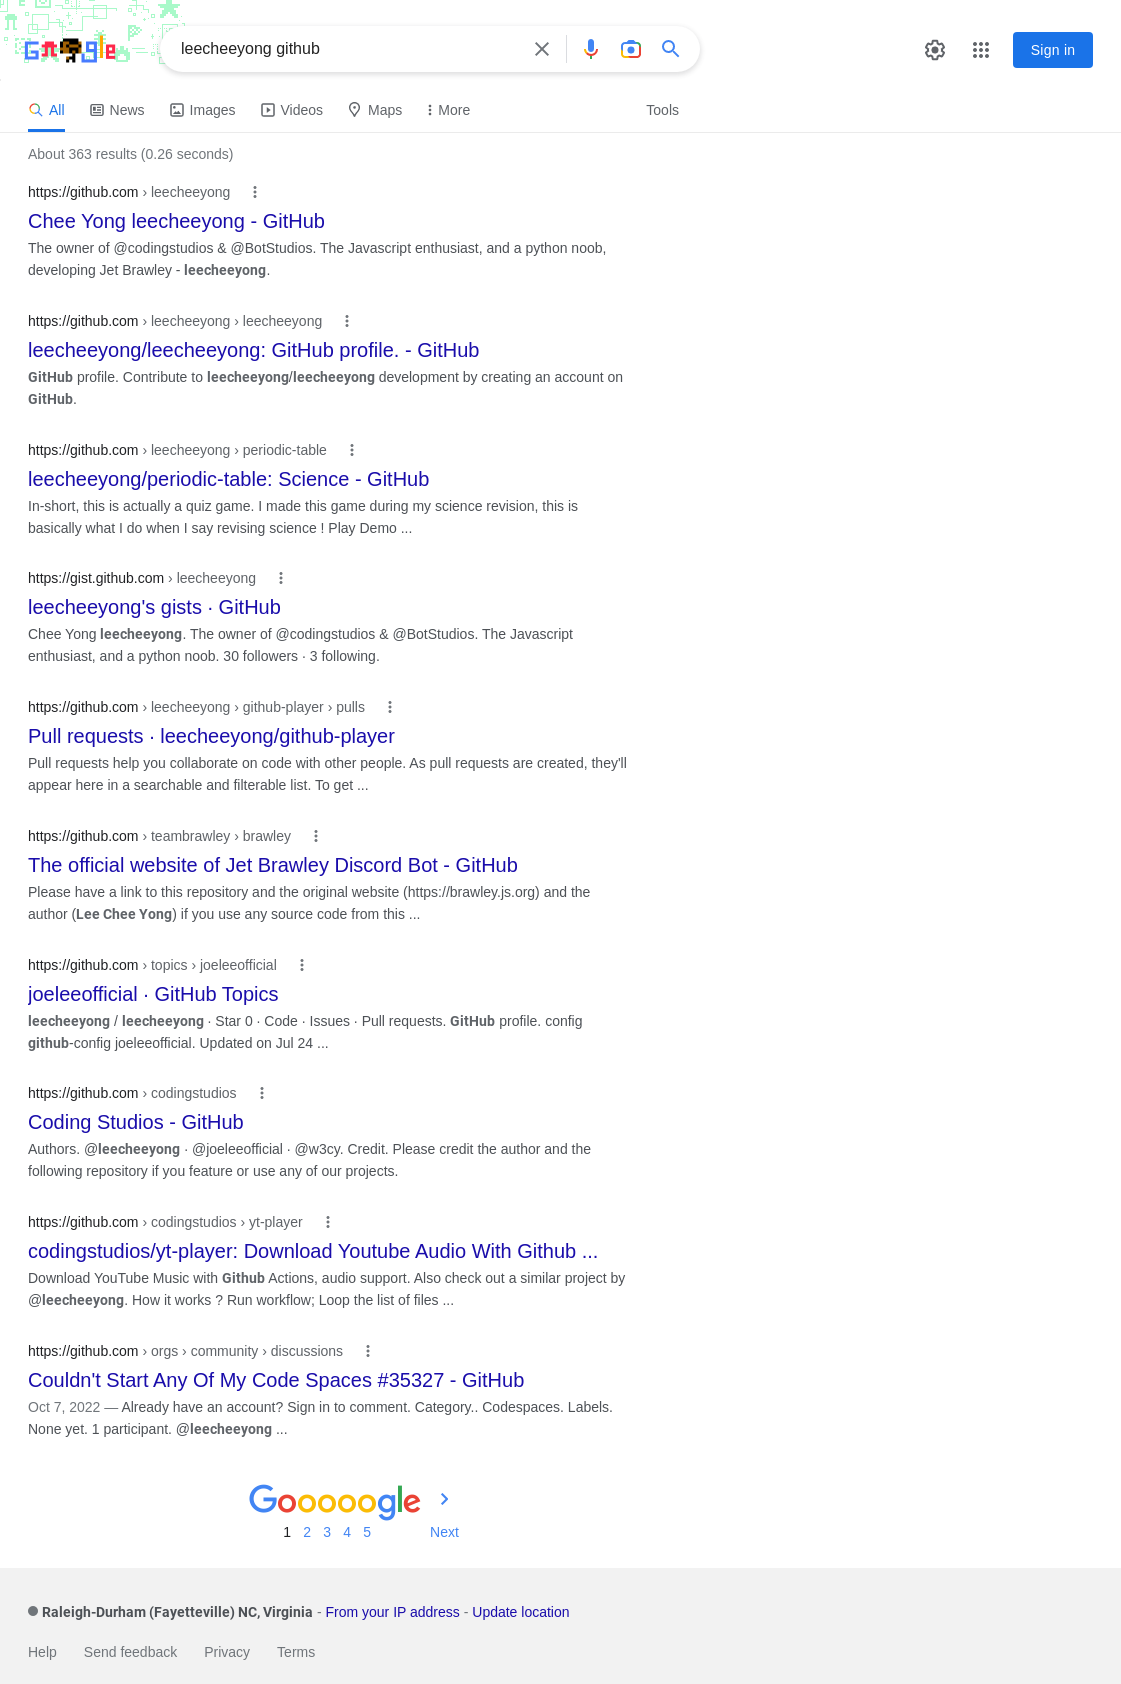 Google
leecheeyong github
Sign in
All News Images Videos Maps More Tools
About 363 results (0.26 seconds)
https://github.com › leecheeyong
Chee Yong leecheeyong - GitHub
The owner of @codingstudios & @BotStudios. The Javascript enthusiast, and a python noob,
developing Jet Brawley - leecheeyong.
https://github.com › leecheeyong › leecheeyong
leecheeyong/leecheeyong: GitHub profile. - GitHub
GitHub profile. Contribute to leecheeyong/leecheeyong development by creating an account on
GitHub.
https://github.com › leecheeyong › periodic-table
leecheeyong/periodic-table: Science - GitHub
In-short, this is actually a quiz game. I made this game during my science revision, this is
basically what I do when I say revising science ! Play Demo ...
https://gist.github.com › leecheeyong
leecheeyong's gists · GitHub
Chee Yong leecheeyong. The owner of @codingstudios & @BotStudios. The Javascript
enthusiast, and a python noob. 30 followers · 3 following.
https://github.com › leecheeyong › github-player › pulls
Pull requests · leecheeyong/github-player
Pull requests help you collaborate on code with other people. As pull requests are created, they'll
appear here in a searchable and filterable list. To get ...
https://github.com › teambrawley › brawley
The official website of Jet Brawley Discord Bot - GitHub
Please have a link to this repository and the original website (https://brawley.js.org) and the
author (Lee Chee Yong) if you use any source code from this ...
https://github.com › topics › joeleeofficial
joeleeofficial · GitHub Topics
leecheeyong / leecheeyong · Star 0 · Code · Issues · Pull requests. GitHub profile. config
github-config joeleeofficial. Updated on Jul 24 ...
https://github.com › codingstudios
Coding Studios - GitHub
Authors. @leecheeyong · @joeleeofficial · @w3cy. Credit. Please credit the author and the
following repository if you feature or use any of our projects.
https://github.com › codingstudios › yt-player
codingstudios/yt-player: Download Youtube Audio With Github ...
Download YouTube Music with Github Actions, audio support. Also check out a similar project by
@leecheeyong. How it works ? Run workflow; Loop the list of files ...
https://github.com › orgs › community › discussions
Couldn't Start Any Of My Code Spaces #35327 - GitHub
Oct 7, 2022 — Already have an account? Sign in to comment. Category.. Codespaces. Labels.
None yet. 1 participant. @leecheeyong ...
Gooooogle
1 2 3 4 5 Next
Raleigh-Durham (Fayetteville) NC, Virginia - From your IP address - Update location
Help Send feedback Privacy Terms